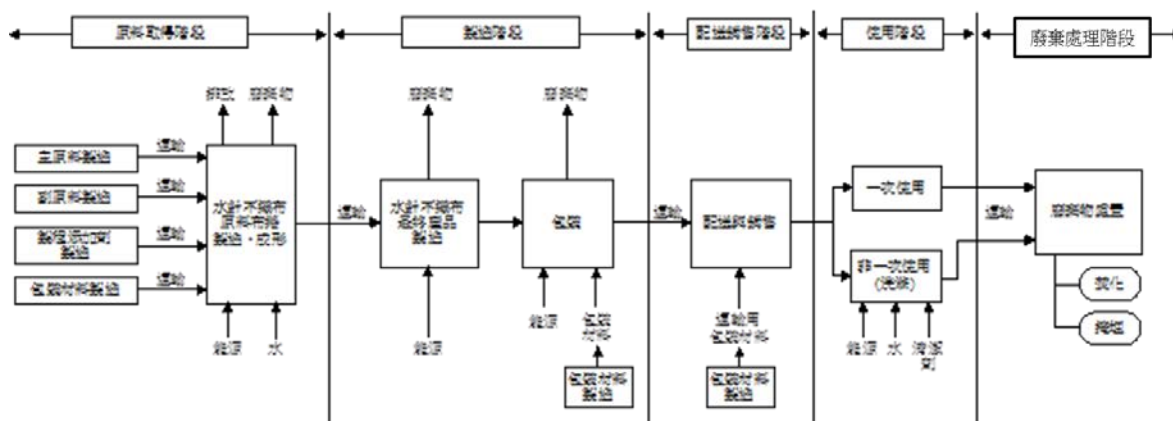 原料取得階段
製造階段
配送銷售階段
使用階段
廢棄處理階段
廢棄物
廢棄物
廢棄物
主原料製造
運輸
副原料製造
運輸
製程添加劑
製造
運輸
包裝材料製造
運輸
水針不織布
原料布捲
製造、成形
能源
水
運輸
水針不織布
製造
能源
包裝
能源
包裝
材料
包裝材料
製造
運輸
配送與銷售
運輸用
包裝材料
包裝材料
製造
一次使用
非一次使用
(洗滌)
能源
水
清潔
劑
運輸
廢棄物處置
焚化
掩埋